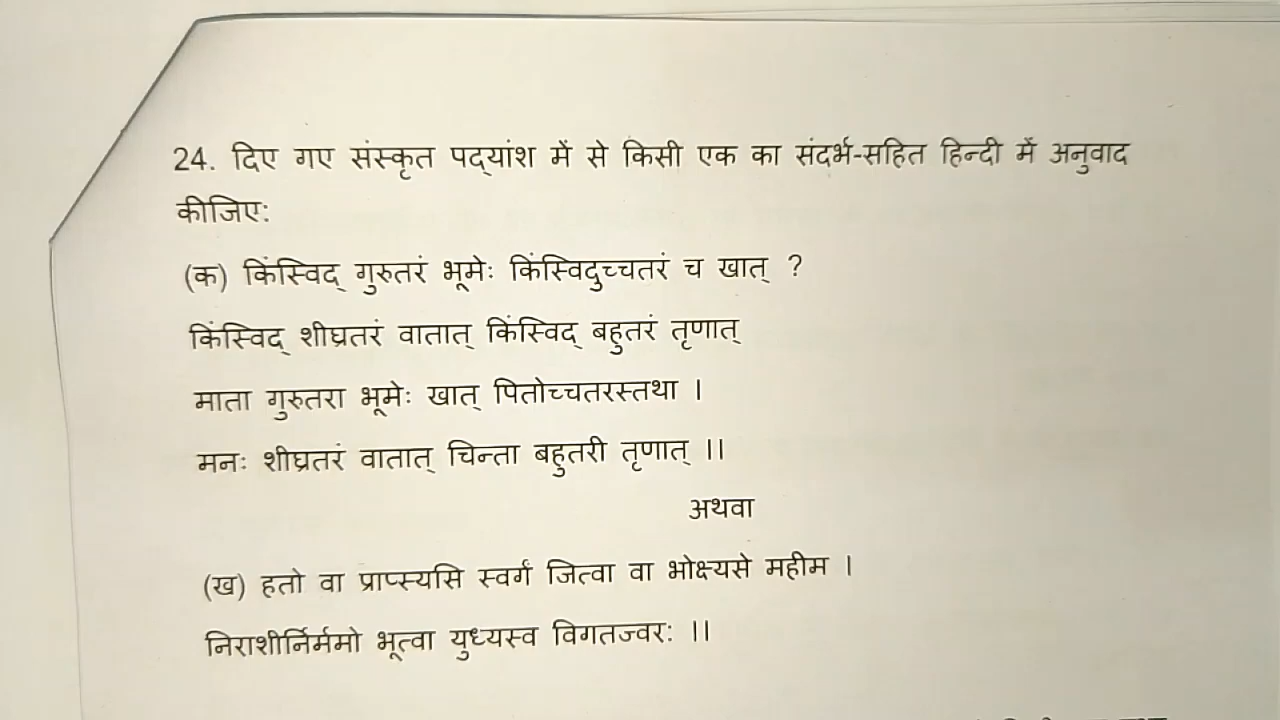 24. दिए गए संस्कृत पद्यांश में से किसी एक का संदर्भ-सहित हिन्दी में अनुवाद
कीजिए:
(क) किंस्विद् गुरुतरं भूमेः किंस्विदुच्चतरं च खात् ?
किंस्विद् शीघ्रतरं वातात् किंस्विद् बहुतरं तृणात्
माता गुरुतरा भूमेः खात् पितोच्चतरस्तथा ।
मनः शीघ्रतरं वातात् चिन्ता बहुतरी तृणात् ।।
अथवा
(ख) हतो वा प्राप्स्यसि स्वर्गं जित्वा वा भोक्ष्यसे महीम ।
निराशीर्निर्ममो भूत्वा युध्यस्व विगतज्वरः ।।